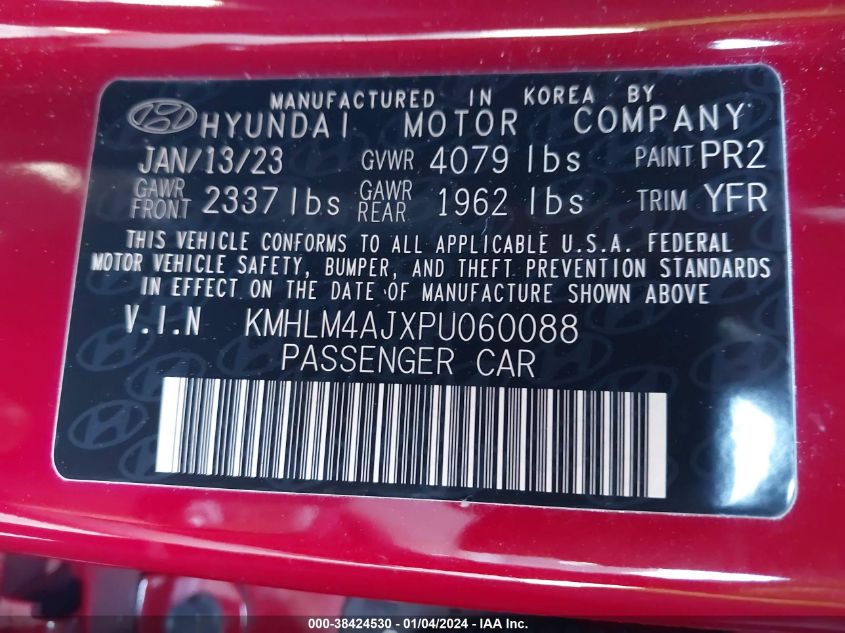 MANUFACTURED IN KOREA BY
HYUNDAI MOTOR COMPANY
JAN/13/23 GVWR 4079 lbs PAINT PR2
GAWR FRONT 2337 lbs GAWR REAR 1962 lbs TRIM YFR
THIS VEHICLE CONFORMS TO ALL APPLICABLE U.S.A. FEDERAL
MOTOR VEHICLE SAFETY, BUMPER, AND THEFT PREVENTION STANDARDS
IN EFFECT ON THE DATE OF MANUFACTURE SHOWN ABOVE
V.I.N KMHLM4AJXPU060088
PASSENGER CAR
000-38424530 - 01/04/2024 - IAA Inc.